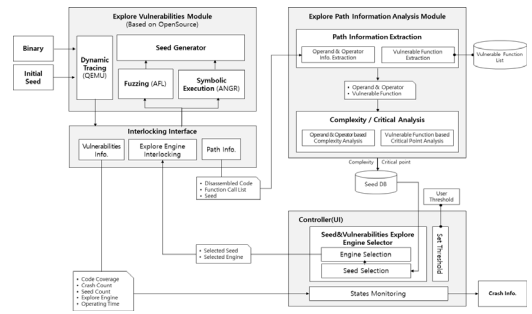 Explore Vulnerabilities Module
(Based on OpenSource)
Binary
Initial
Seed
Dynamic
Tracing
(QEMU)
Seed Generator
Fuzzing (AFL)
Symbolic
Execution (ANGR)
Interlocking Interface
Vulnerabilities
Info.
Explore Engine
Interlocking
Path Info.
• Disassembled Code
• Function Call List
• Seed
Explore Path Information Analysis Module
Path Information Extraction
Operand & Operator
Info. Extraction
Vulnerable Function
Extraction
Vulnerable Function
List
• Operand & Operator
• Vulnerable Function
Complexity / Critical Analysis
Operand & Operator based
Complexity Analysis
Vulnerable Function based
Critical Point Analysis
Complexity
Critical point
Seed DB
User
Threshold
Controller(UI)
Seed&Vulnerabilities Explore
Engine Selector
Engine Selection
Seed Selection
Set Threshold
• Selected Seed
• Selected Engine
• Code Coverage
• Crash Count
• Seed Count
• Explore Engine
• Operating Time
States Monitoring
Crash Info.